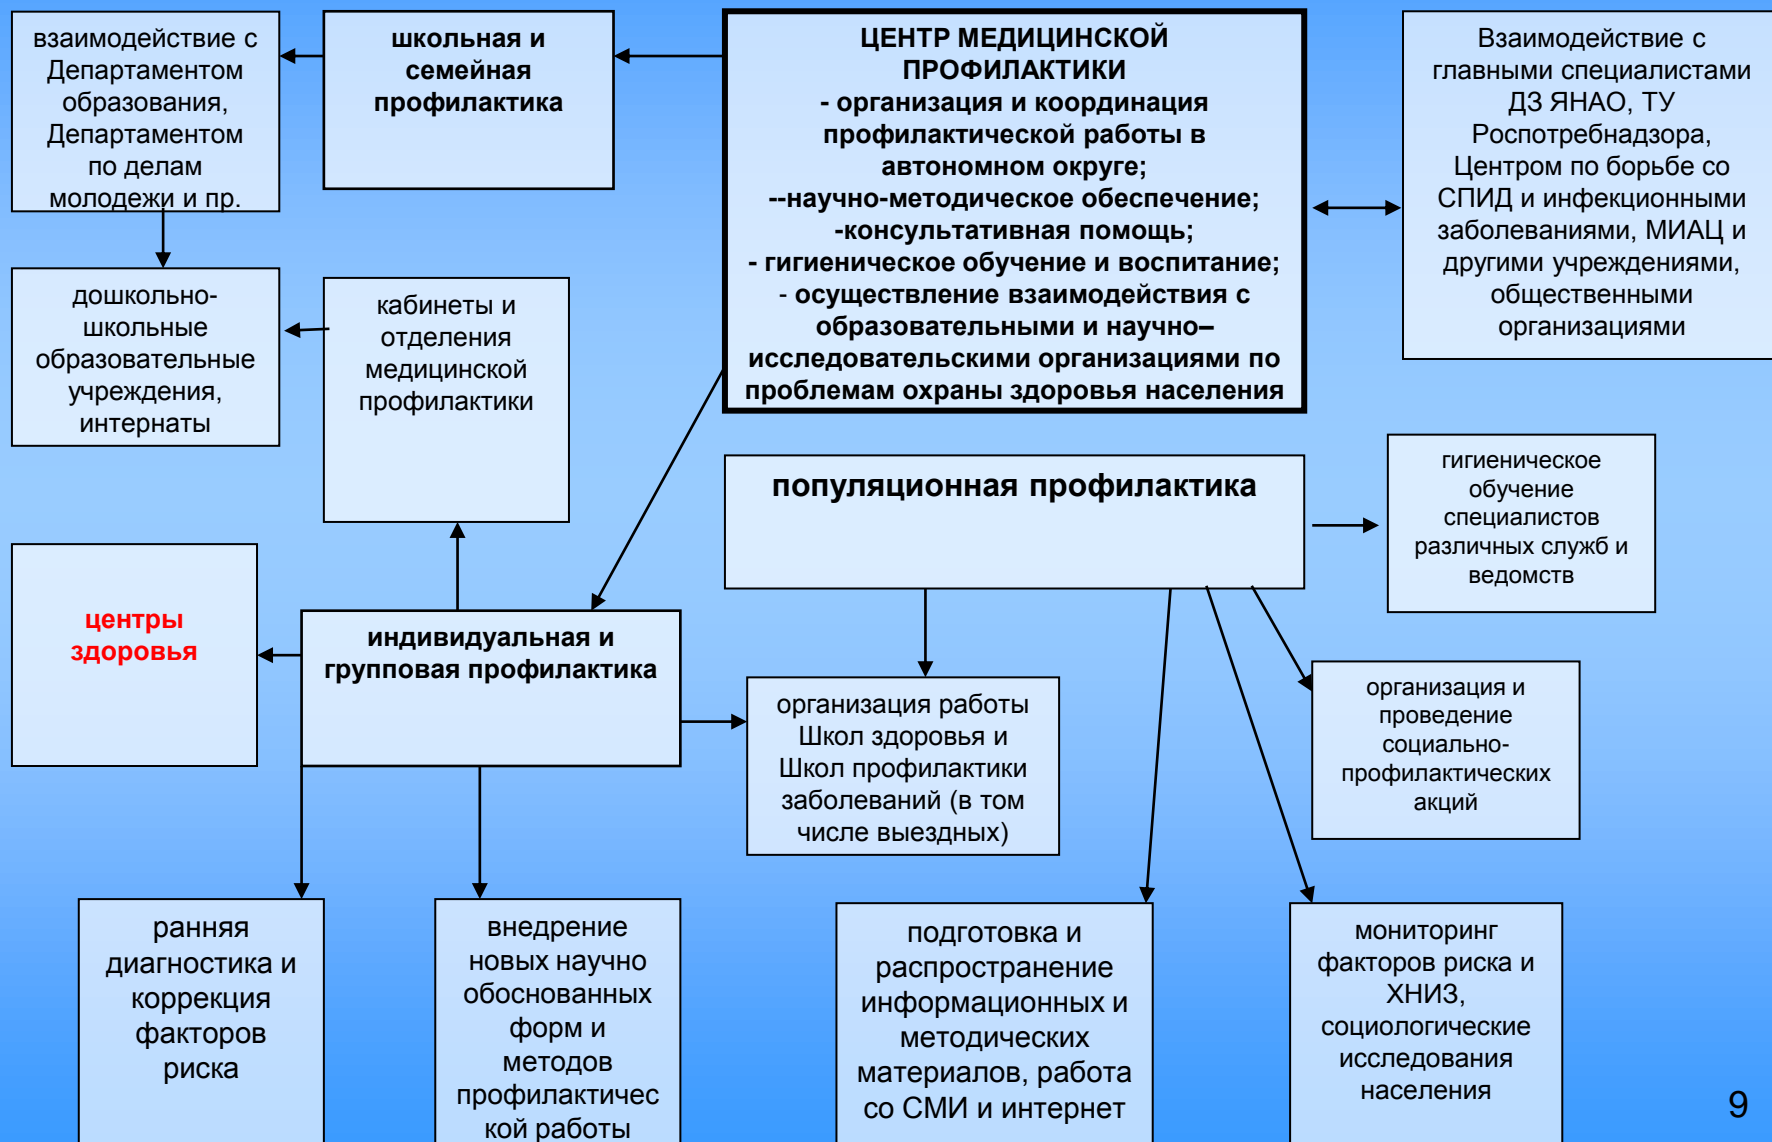 взаимодействие с
Департаментом
образования,
Департаментом
по делам
молодежи и пр.
школьная и
семейная
профилактика
ЦЕНТР МЕДИЦИНСКОЙ
ПРОФИЛАКТИКИ
- организация и координация
профилактической работы в
автономном округе;
--научно-методическое обеспечение;
-консультативная помощь;
- гигиеническое обучение и воспитание;
- осуществление взаимодействия с
образовательными и научно–
исследовательскими организациями по
проблемам охраны здоровья населения
Взаимодействие с
главными специалистами
ДЗ ЯНАО, ТУ
Роспотребнадзора,
Центром по борьбе со
СПИД и инфекционными
заболеваниями, МИАЦ и
другими учреждениями,
общественными
организациями
дошкольно-
школьные
образовательные
учреждения,
интернаты
кабинеты и
отделения
медицинской
профилактики
популяционная профилактика
гигиеническое
обучение
специалистов
различных служб и
ведомств
центры
здоровья
индивидуальная и
групповая профилактика
организация работы
Школ здоровья и
Школ профилактики
заболеваний (в том
числе выездных)
организация и
проведение
социально-
профилактических
акций
ранняя
диагностика и
коррекция
факторов
риска
внедрение
новых научно
обоснованных
форм и
методов
профилактичес
кой работы
подготовка и
распространение
информационных и
методических
материалов, работа
со СМИ и интернет
мониторинг
факторов риска и
ХНИЗ,
социологические
исследования
населения
9